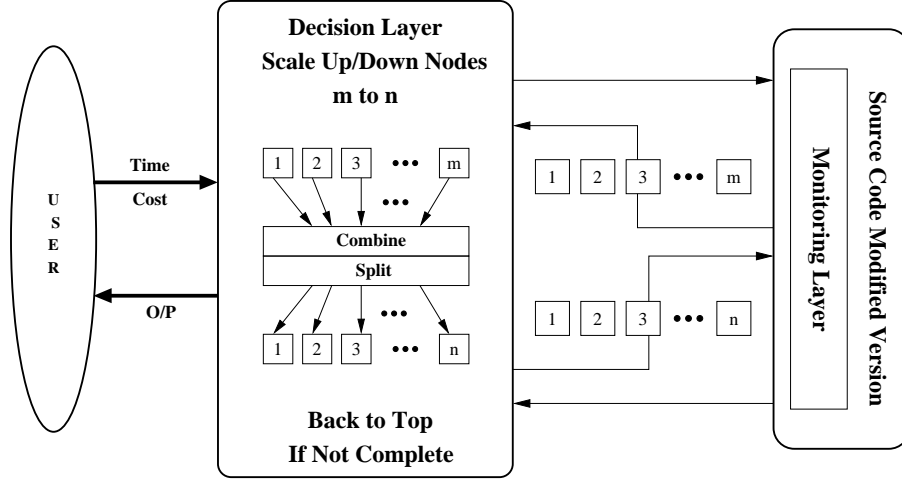 U
S
E
R
Time
Cost
O/P
Decision Layer
Scale Up/Down Nodes
m to n
1 2 3 ••• m
•••
Combine
Split
•••
1 2 3 ••• n
Back to Top
If Not Complete
1 2 3 ••• m
1 2 3 ••• n
Monitoring Layer
Source Code Modified Version